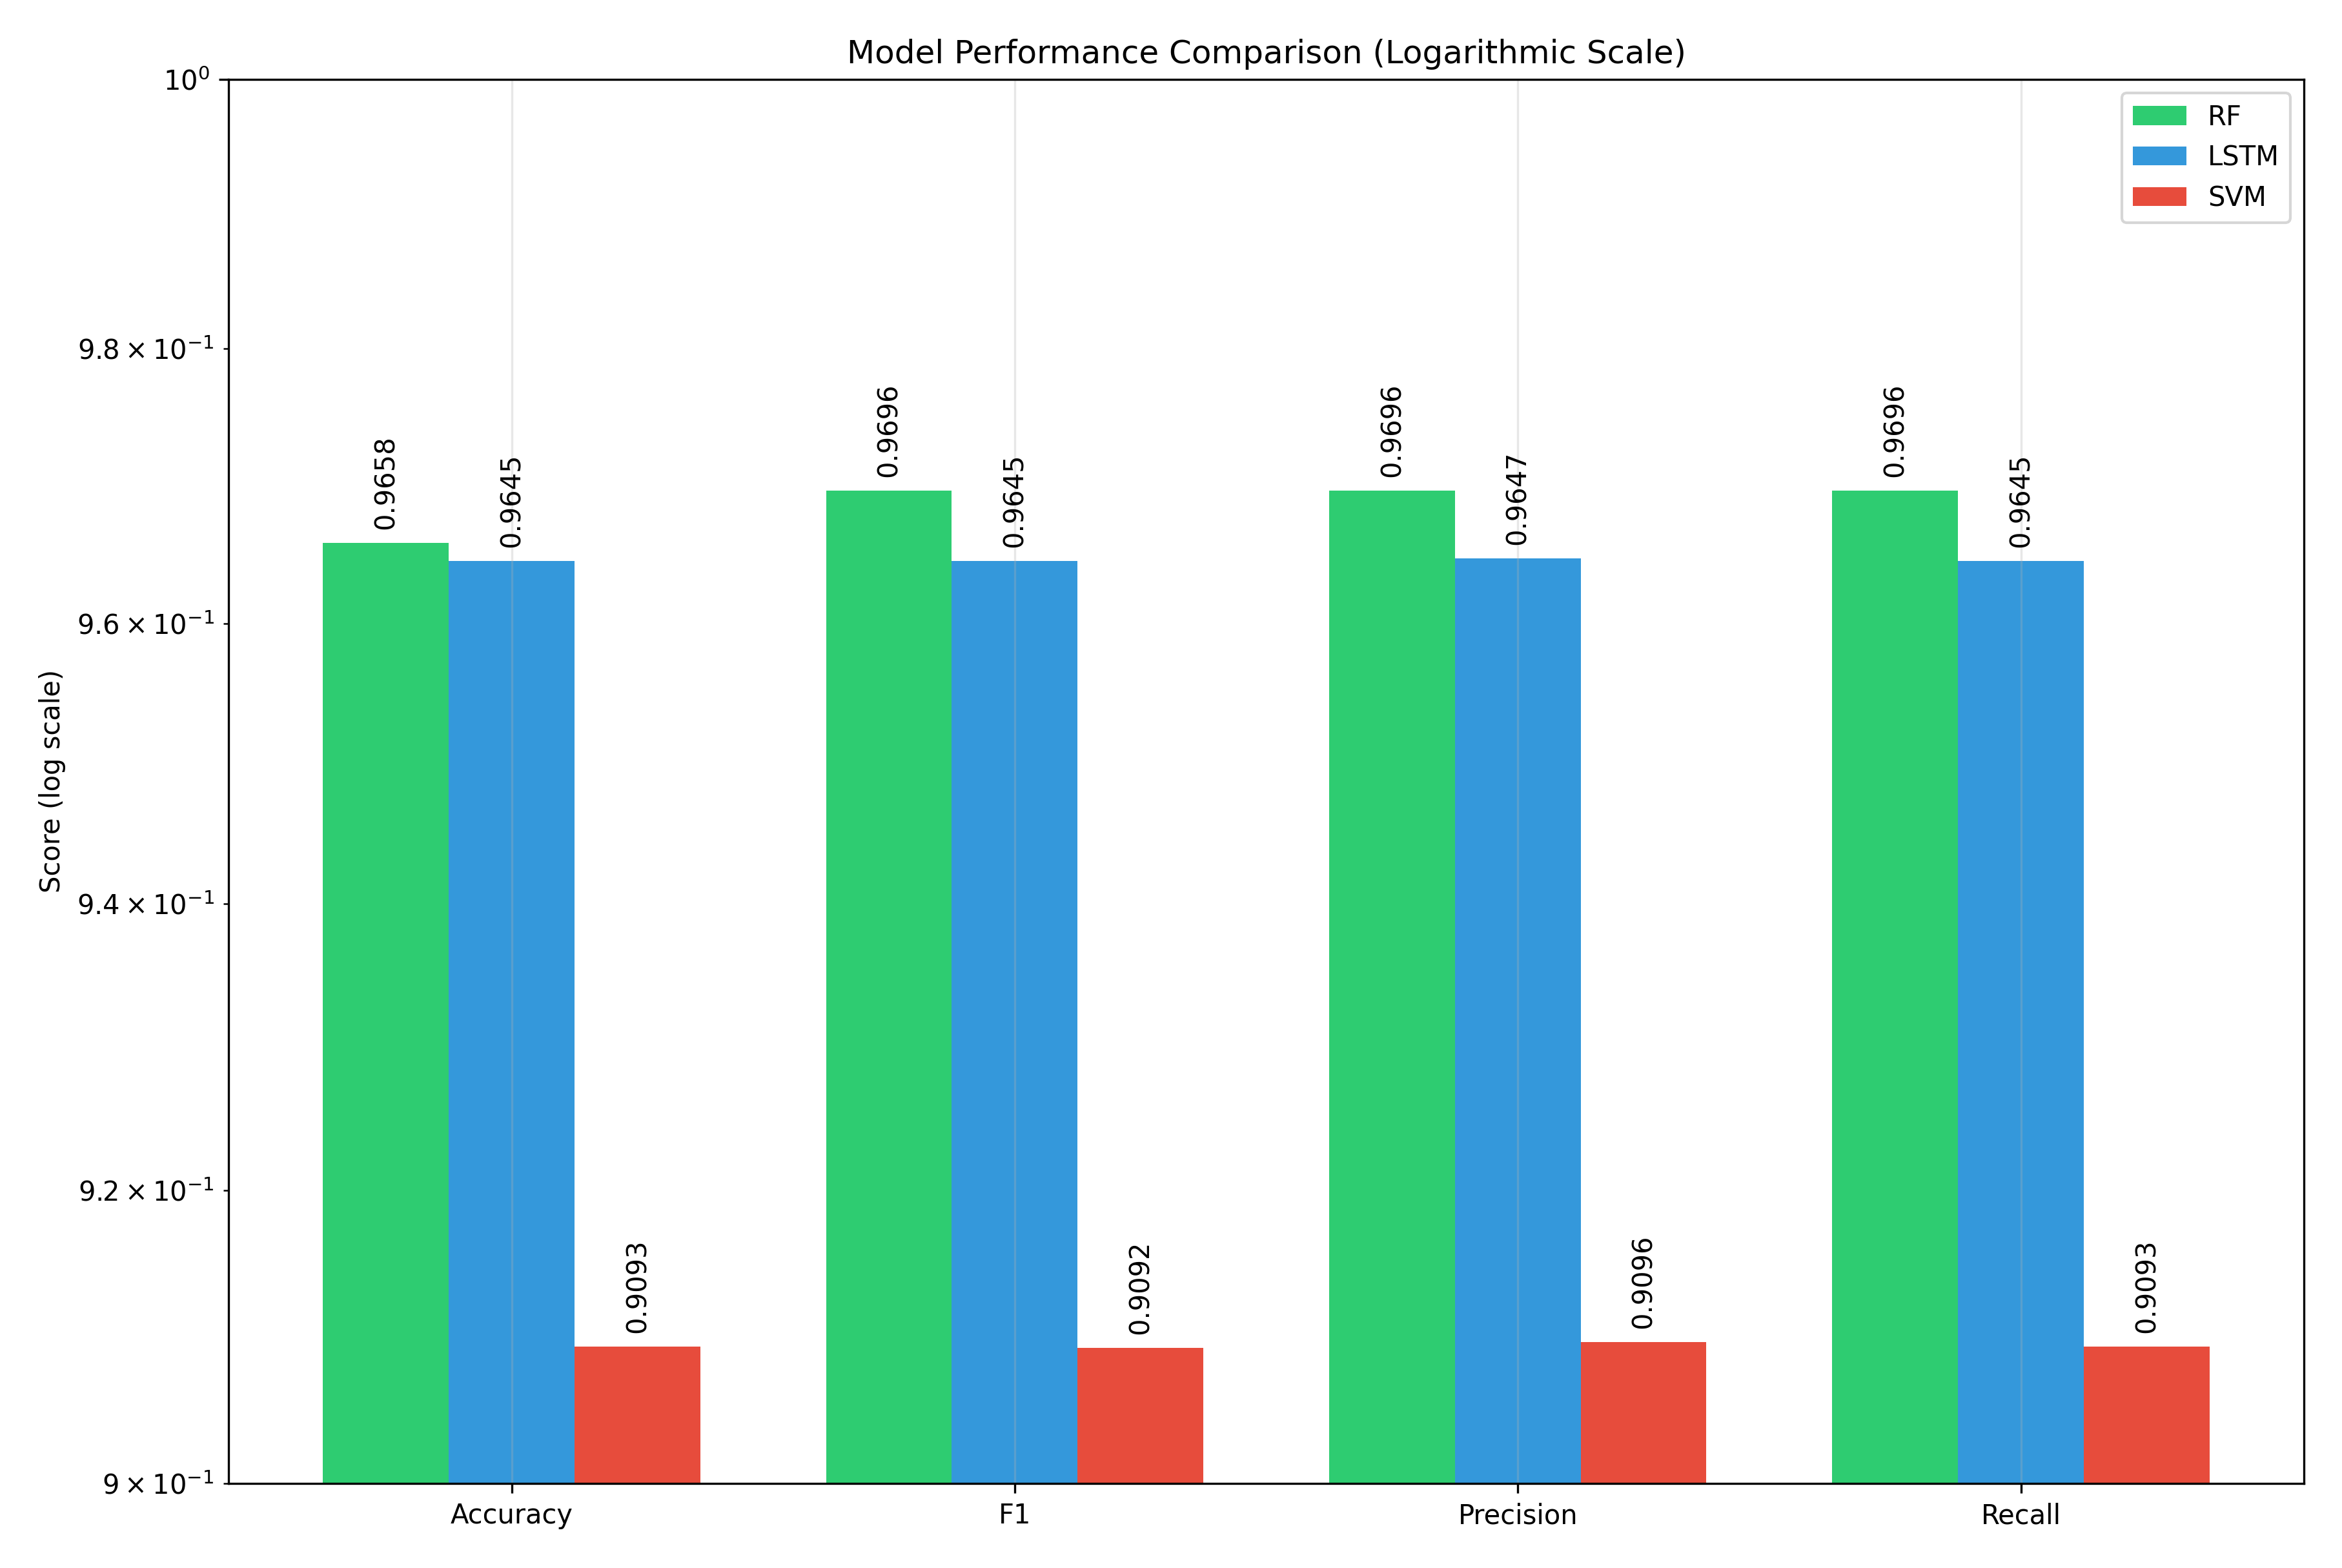 Model Performance Comparison (Logarithmic Scale)
10⁰
9.8 × 10⁻¹
9.6 × 10⁻¹
9.4 × 10⁻¹
9.2 × 10⁻¹
9 × 10⁻¹
Score (log scale)
RF
LSTM
SVM
0.9658
0.9645
0.9093
0.9696
0.9645
0.9092
0.9696
0.9647
0.9096
0.9696
0.9645
0.9093
Accuracy
F1
Precision
Recall